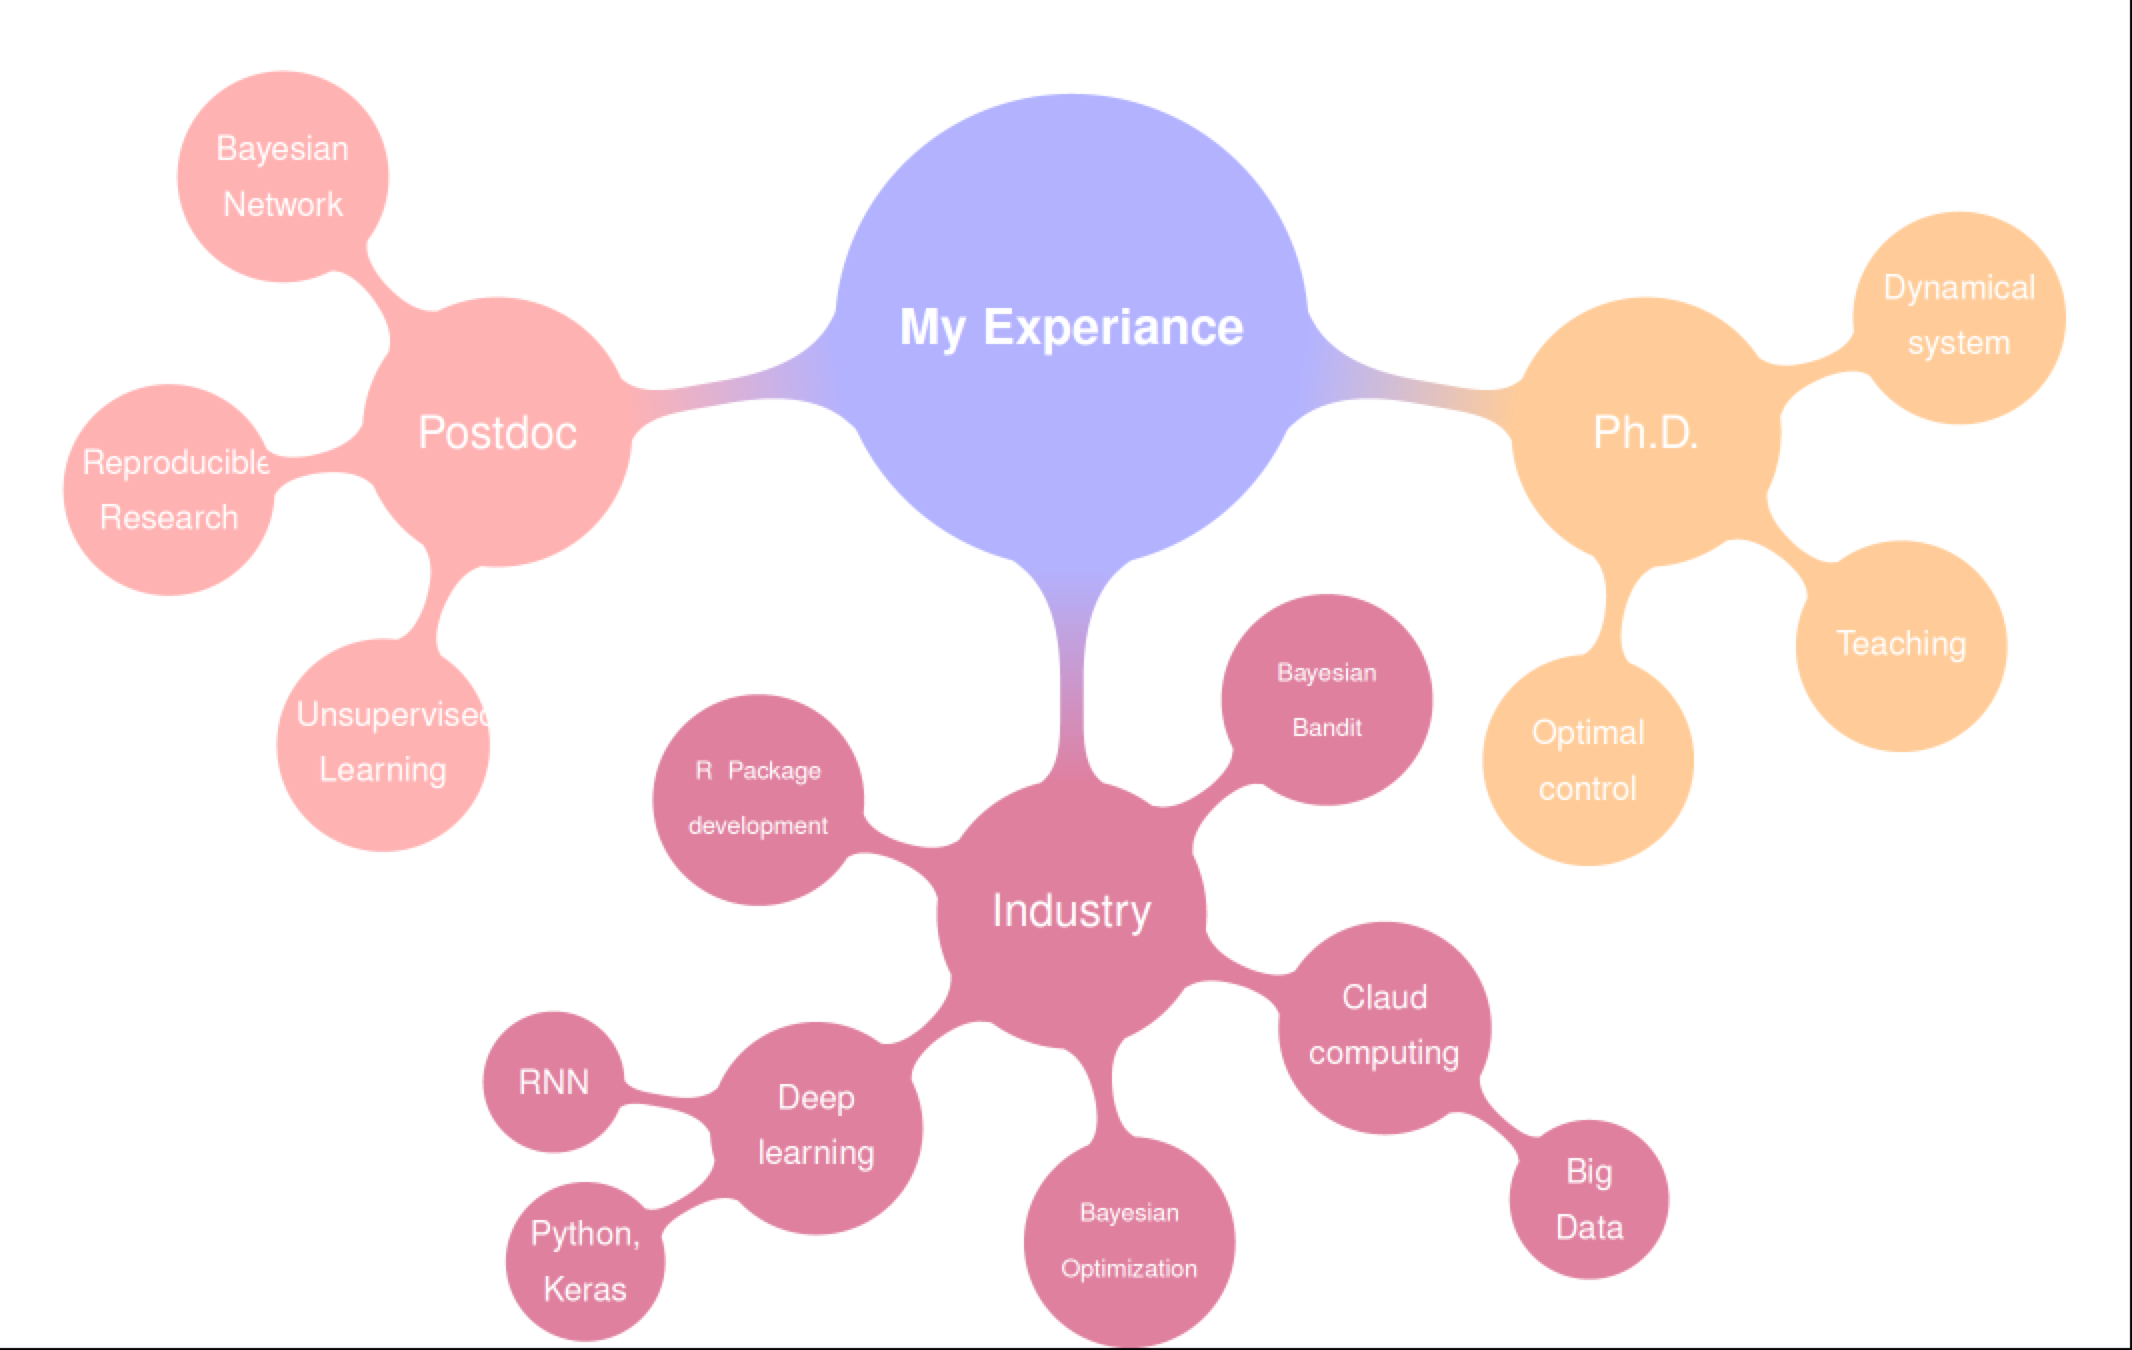 My Experiance
Postdoc
Bayesian
Network
Reproducible
Research
Unsupervised
Learning
Ph.D.
Dynamical
system
Teaching
Optimal
control
Industry
Bayesian
Bandit
R Package
development
Claud
computing
Big
Data
Bayesian
Optimization
Deep
learning
RNN
Python,
Keras